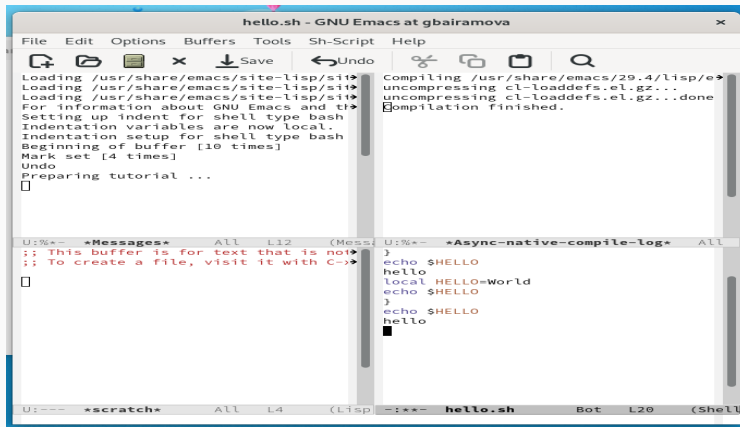 hello.sh - GNU Emacs at gbairamova
File Edit Options Buffers Tools Sh-Script Help
Save Undo
Loading /usr/share/emacs/site-lisp/sit
Loading /usr/share/emacs/site-lisp/sit
Loading /usr/share/emacs/site-lisp/sit
For information about GNU Emacs and th
Setting up indent for shell type bash
Indentation variables are now local.
Indentation setup for shell type bash
Beginning of buffer [10 times]
Mark set [4 times]
Undo
Preparing tutorial ...
U:%*- *Messages* All L12 (Mess
Compiling /usr/share/emacs/29.4/lisp/e
uncompressing cl-loaddefs.el.gz...
uncompressing cl-loaddefs.el.gz...done
Compilation finished.
U:%*- *Async-native-compile-log* All
;; This buffer is for text that is not
;; To create a file, visit it with C-x
U:--- *scratch* All L4 (Lisp
}
echo $HELLO
hello
local HELLO=World
echo $HELLO
}
echo $HELLO
hello
-:**- hello.sh Bot L20 (Shell